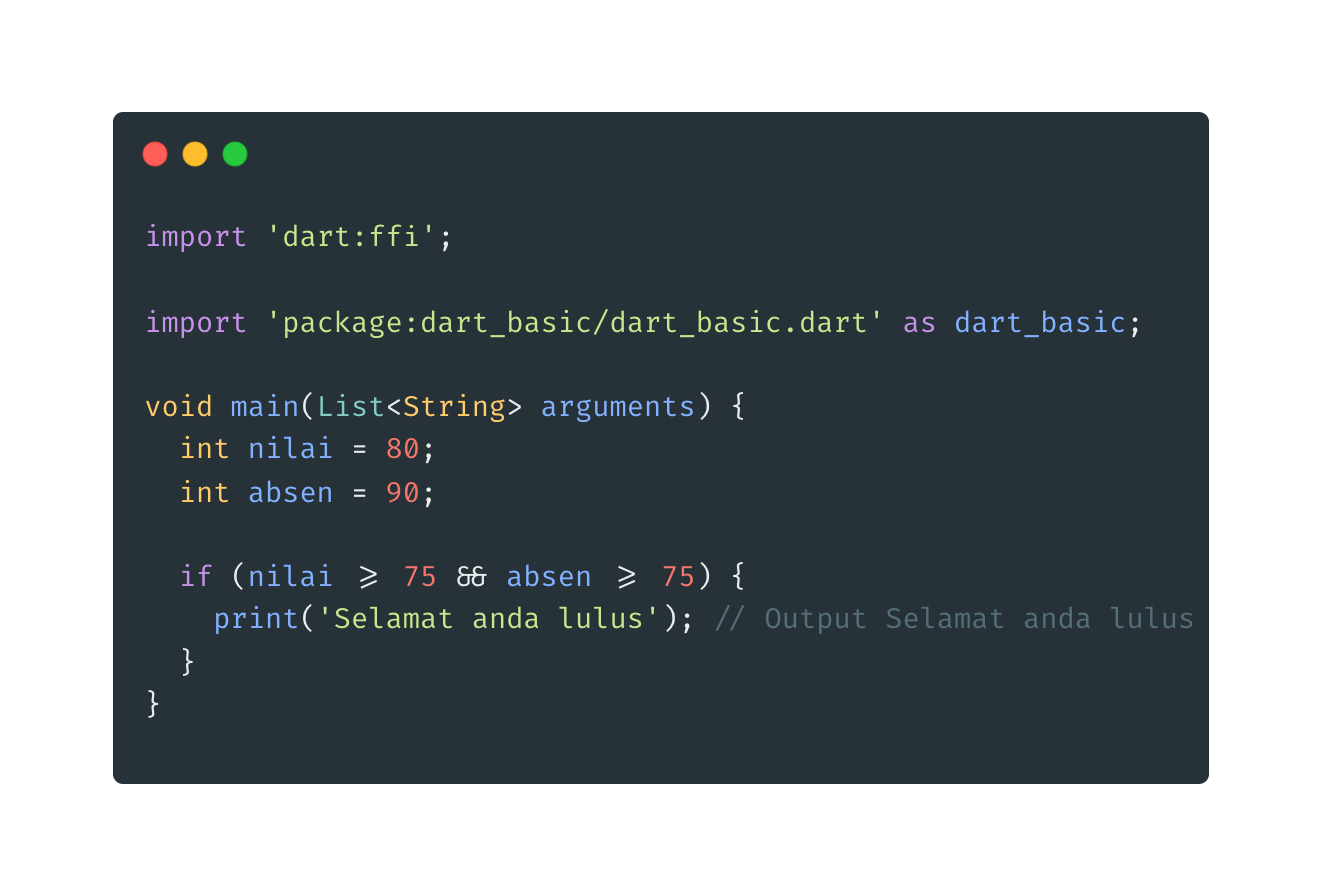 import 'dart:ffi';
import 'package:dart_basic/dart_basic.dart' as dart_basic;
void main(List<String> arguments) {
  int nilai = 80;
  int absen = 90;
  if (nilai >= 75 && absen >= 75) {
    print('Selamat anda lulus'); // Output Selamat anda lulus
  }
}